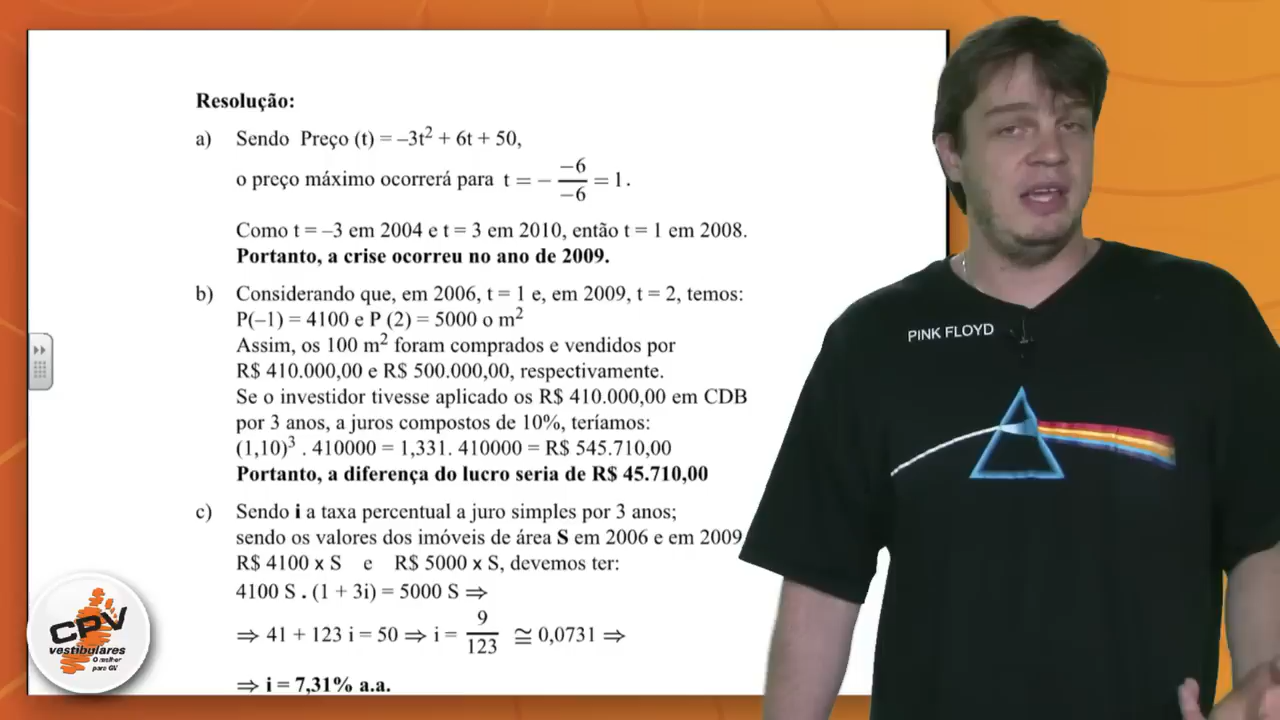 Resolução:
a) Sendo Preço (t) = –3t² + 6t + 50,
o preço máximo ocorrerá para t = – –6/–6 = 1.
Como t = –3 em 2004 e t = 3 em 2010, então t = 1 em 2008.
Portanto, a crise ocorreu no ano de 2009.
b) Considerando que, em 2006, t = 1 e, em 2009, t = 2, temos:
P(–1) = 4100 e P (2) = 5000 o m²
Assim, os 100 m² foram comprados e vendidos por
R$ 410.000,00 e R$ 500.000,00, respectivamente.
Se o investidor tivesse aplicado os R$ 410.000,00 em CDB
por 3 anos, a juros compostos de 10%, teríamos:
(1,10)³ . 410000 = 1,331. 410000 = R$ 545.710,00
Portanto, a diferença do lucro seria de R$ 45.710,00
c) Sendo i a taxa percentual a juro simples por 3 anos;
sendo os valores dos imóveis de área S em 2006 e em 2009
R$ 4100 x S e R$ 5000 x S, devemos ter:
4100 S . (1 + 3i) = 5000 S ⇒
⇒ 41 + 123 i = 50 ⇒ i = 9/123 ≅ 0,0731 ⇒
⇒ i = 7,31% a.a.
PINK FLOYD
CPV
vestibulares
O melhor
para GV